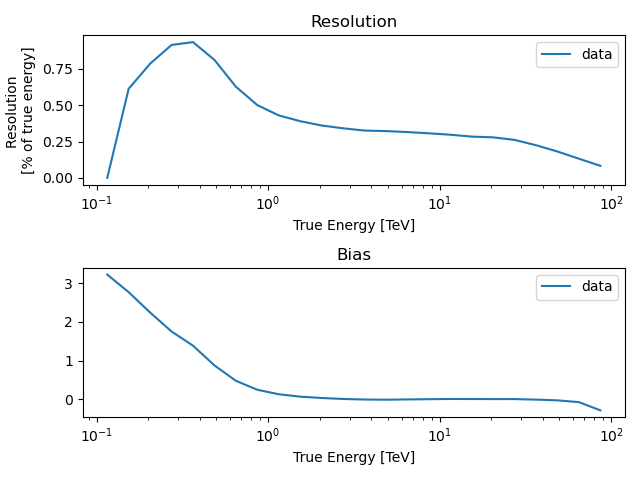 Resolution
data
Resolution
[% of true energy]
0.75
0.50
0.25
0.00
10⁻¹ 10⁰ 10¹ 10²
True Energy [TeV]
Bias
data
3
2
1
0
10⁻¹ 10⁰ 10¹ 10²
True Energy [TeV]